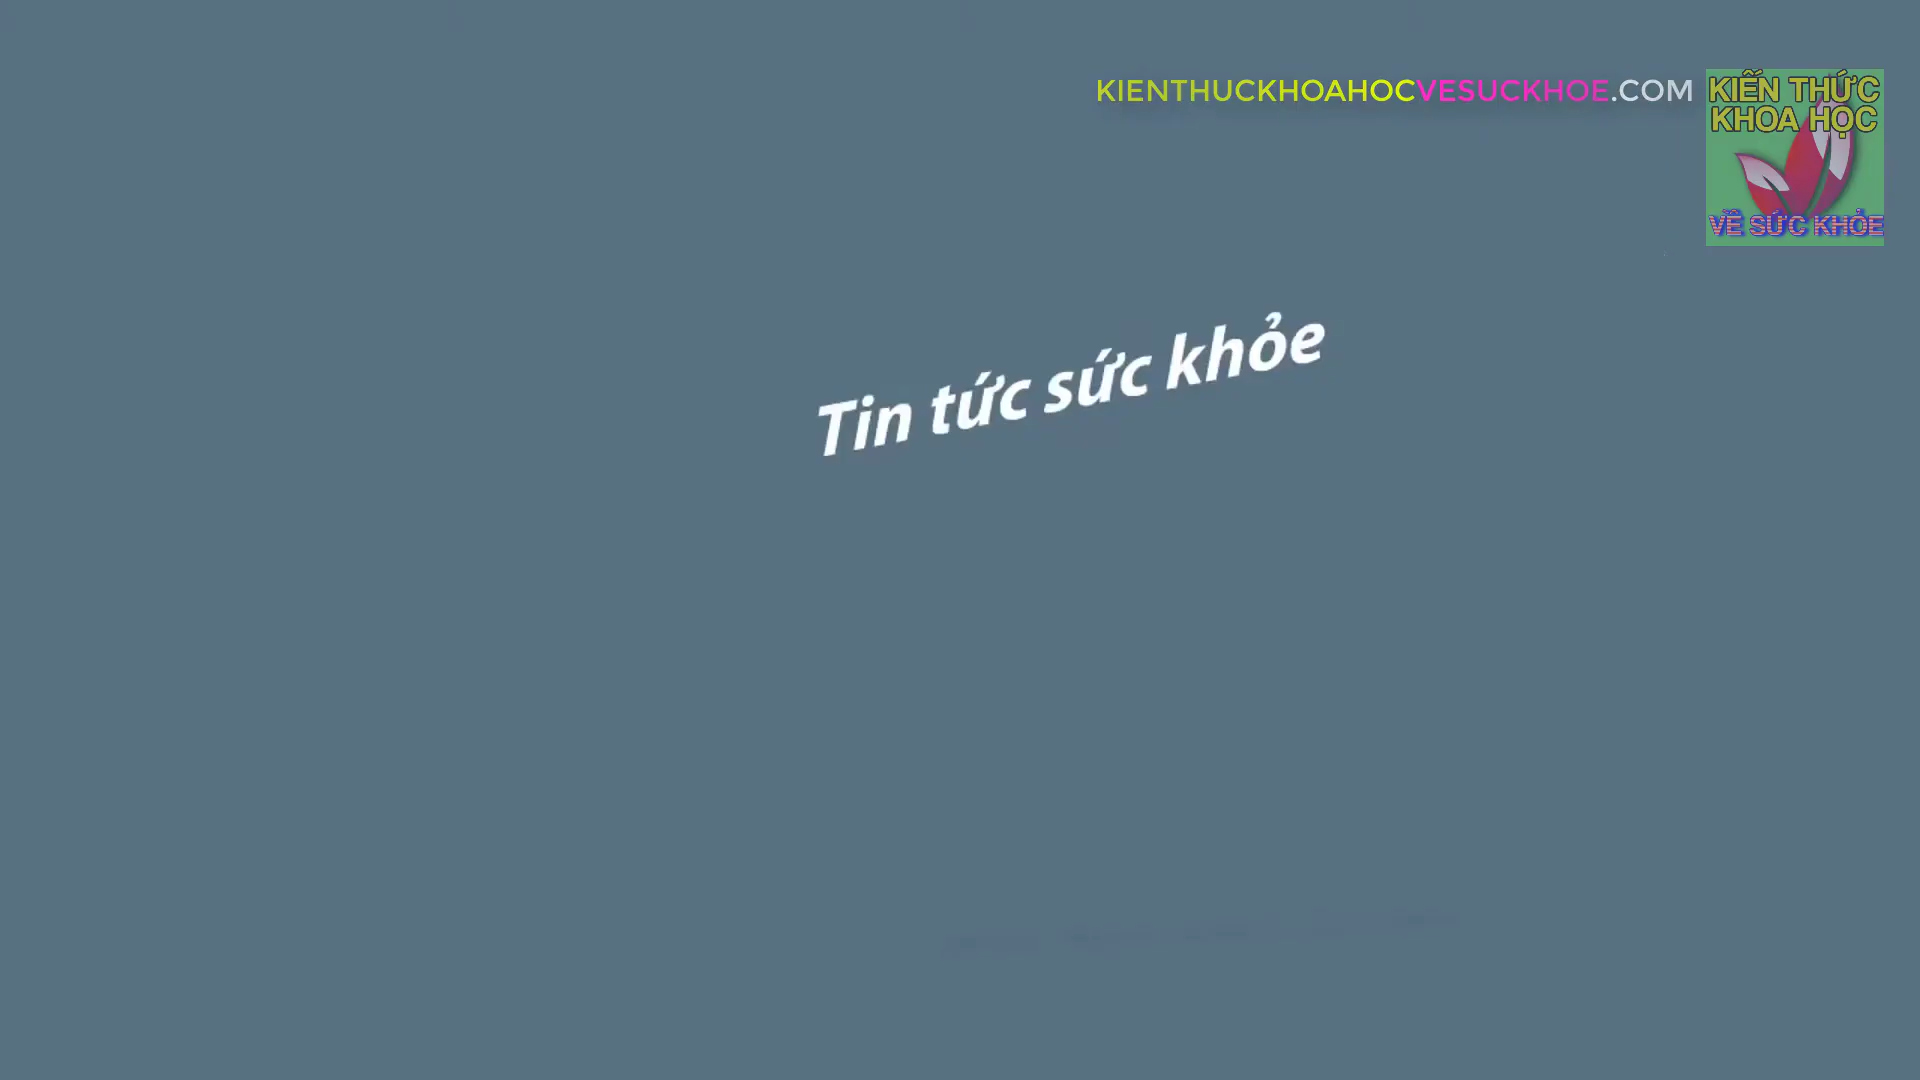 KIENTHUCKHOAHOCVESUCKHOE.COM
KIẾN THỨC
KHOA HỌC
VỀ SỨC KHỎE
Tin tức sức khỏe